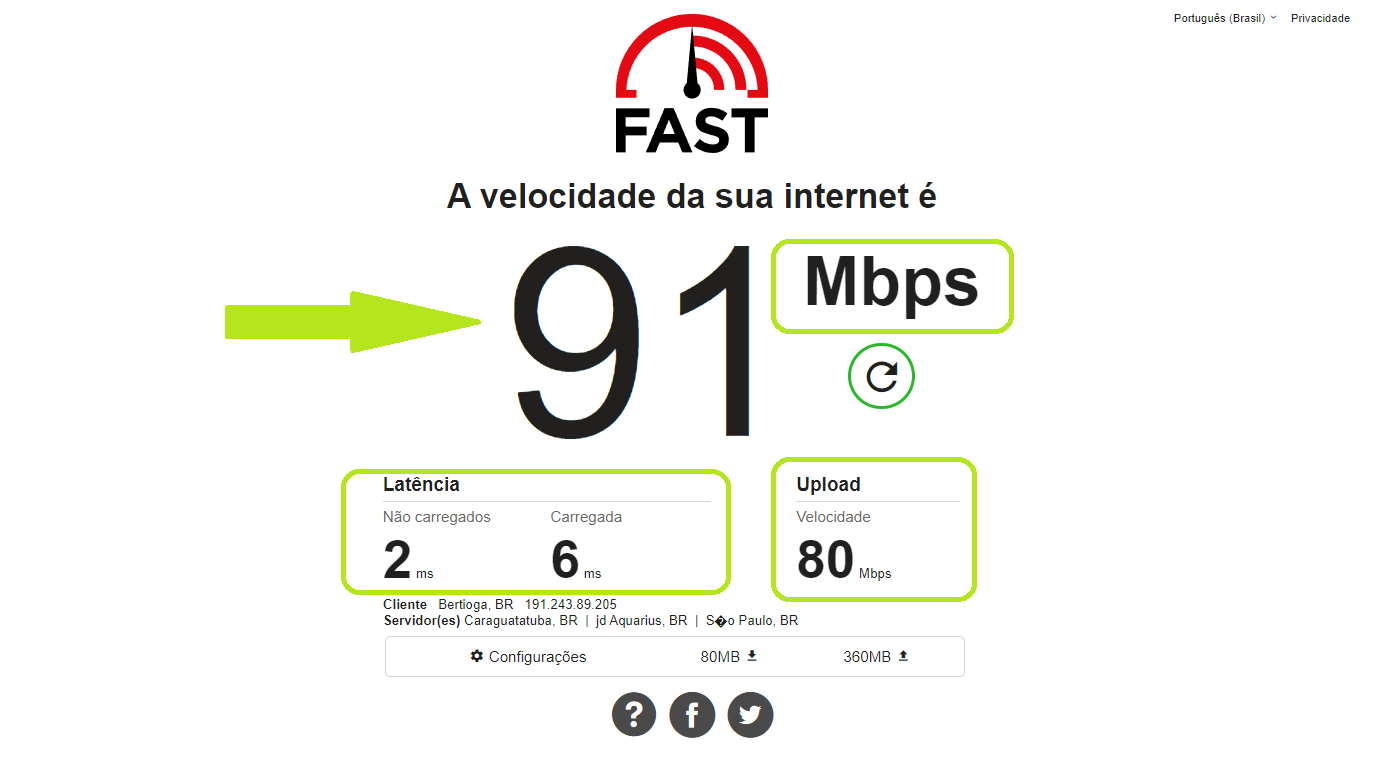 Português (Brasil) Privacidade
FAST
A velocidade da sua internet é
91 Mbps
Latência
Não carregados Carregada
2 ms 6 ms
Upload
Velocidade
80 Mbps
Cliente Bertioga, BR 191.243.89.205
Servidor(es) Caraguatatuba, BR | jd Aquarius, BR | S�o Paulo, BR
Configurações 80MB 360MB
?
f